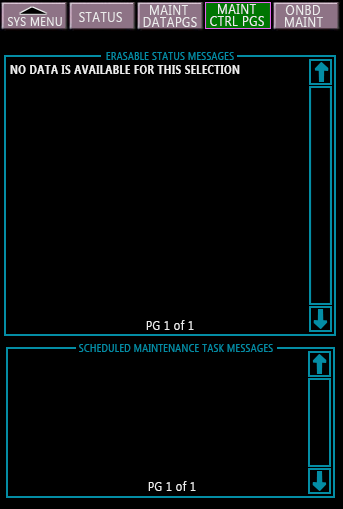 SYS MENU
STATUS
MAINT
DATAPGS
MAINT
CTRL PGS
ONBD
MAINT
ERASABLE STATUS MESSAGES
NO DATA IS AVAILABLE FOR THIS SELECTION
PG 1 of 1
SCHEDULED MAINTENANCE TASK MESSAGES
PG 1 of 1